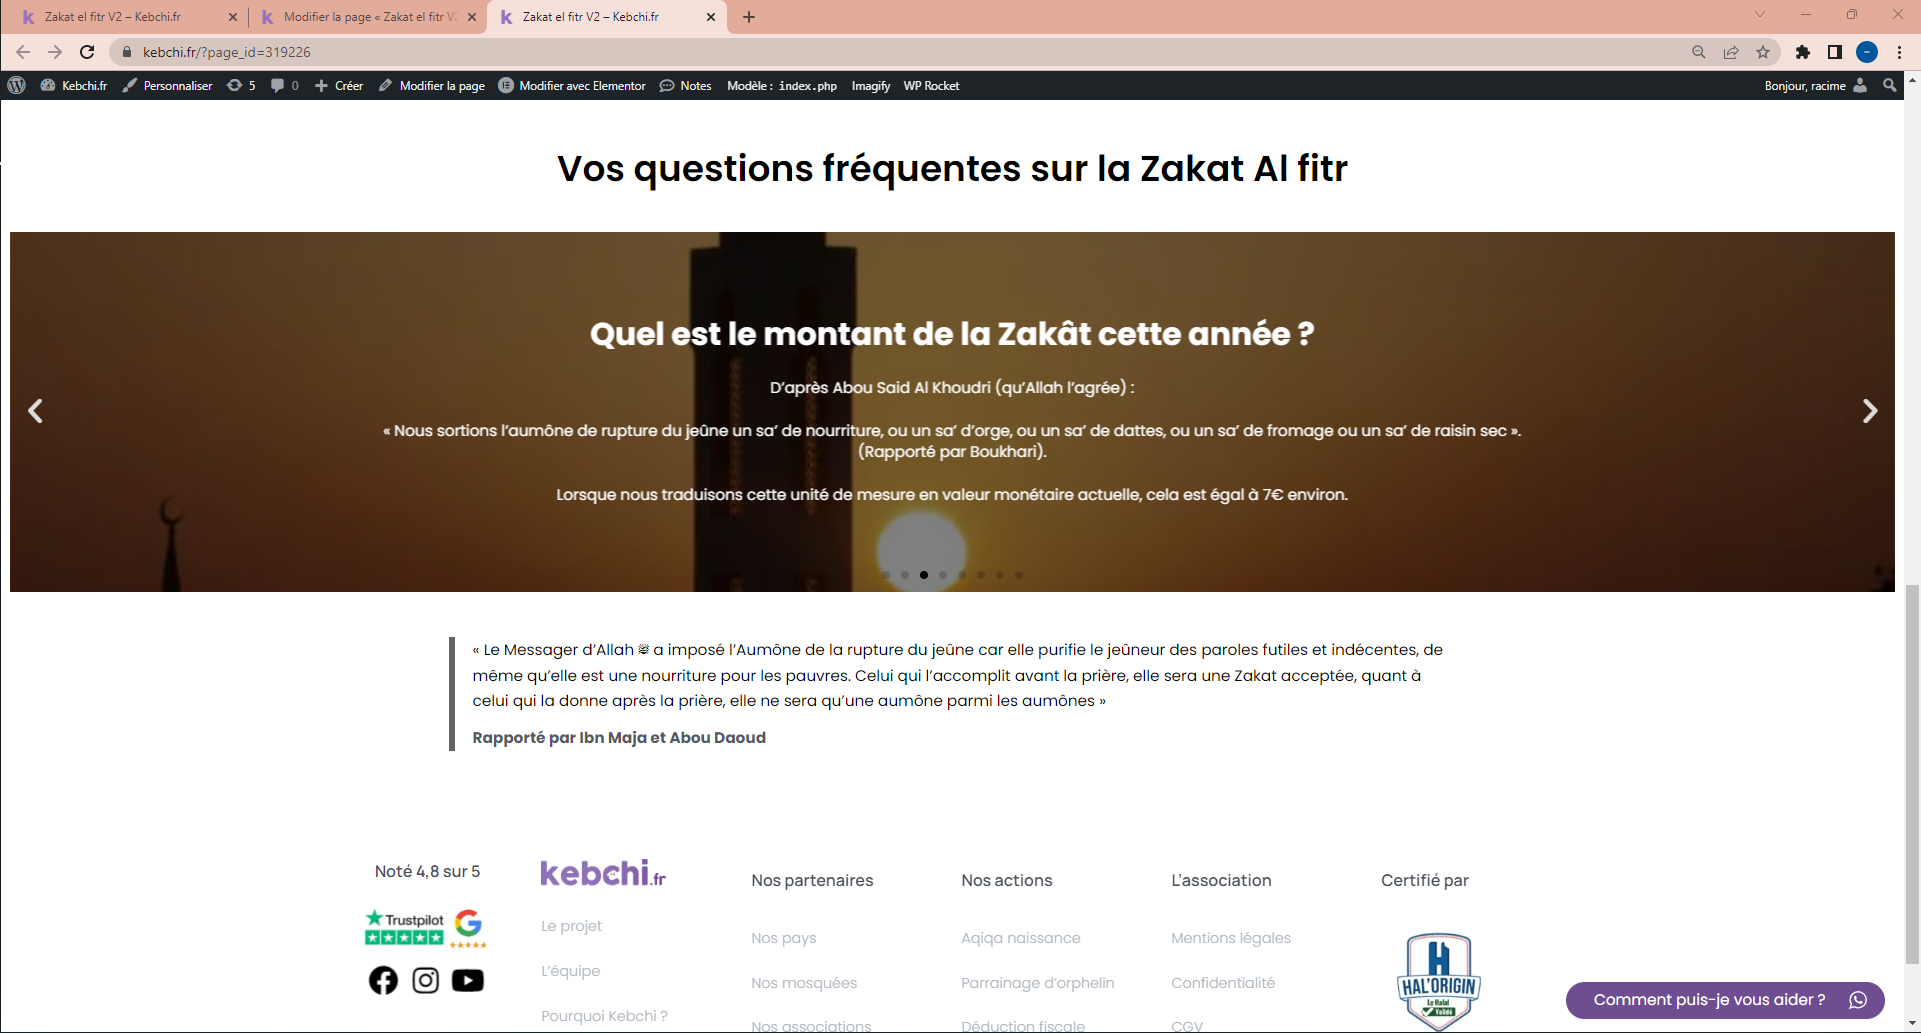 Zakat el fitr V2 – Kebchi.fr
Modifier la page « Zakat el fitr V2
Zakat el fitr V2 – Kebchi.fr
kebchi.fr/?page_id=319226
Kebchi.fr Personnaliser 5 0 Créer Modifier la page Modifier avec Elementor Notes Modèle : index.php Imagify WP Rocket Bonjour, racime
Vos questions fréquentes sur la Zakat Al fitr
Quel est le montant de la Zakât cette année ?
D’après Abou Said Al Khoudri (qu’Allah l’agrée) :
« Nous sortions l’aumône de rupture du jeûne un sa’ de nourriture, ou un sa’ d’orge, ou un sa’ de dattes, ou un sa’ de fromage ou un sa’ de raisin sec ».
(Rapporté par Boukhari).
Lorsque nous traduisons cette unité de mesure en valeur monétaire actuelle, cela est égal à 7€ environ.
« Le Messager d’Allah ﷺ a imposé l’Aumône de la rupture du jeûne car elle purifie le jeûneur des paroles futiles et indécentes, de
même qu’elle est une nourriture pour les pauvres. Celui qui l’accomplit avant la prière, elle sera une Zakat acceptée, quant à
celui qui la donne après la prière, elle ne sera qu’une aumône parmi les aumônes »
Rapporté par Ibn Maja et Abou Daoud
Noté 4,8 sur 5
Trustpilot
kebchi.fr
Le projet
L’équipe
Pourquoi Kebchi ?
Nos partenaires
Nos pays
Nos mosquées
Nos associations
Nos actions
Aqiqa naissance
Parrainage d’orphelin
Déduction fiscale
L’association
Mentions légales
Confidentialité
CGV
Certifié par
HAL’ORIGIN
Le Halal
Validé
Comment puis-je vous aider ?